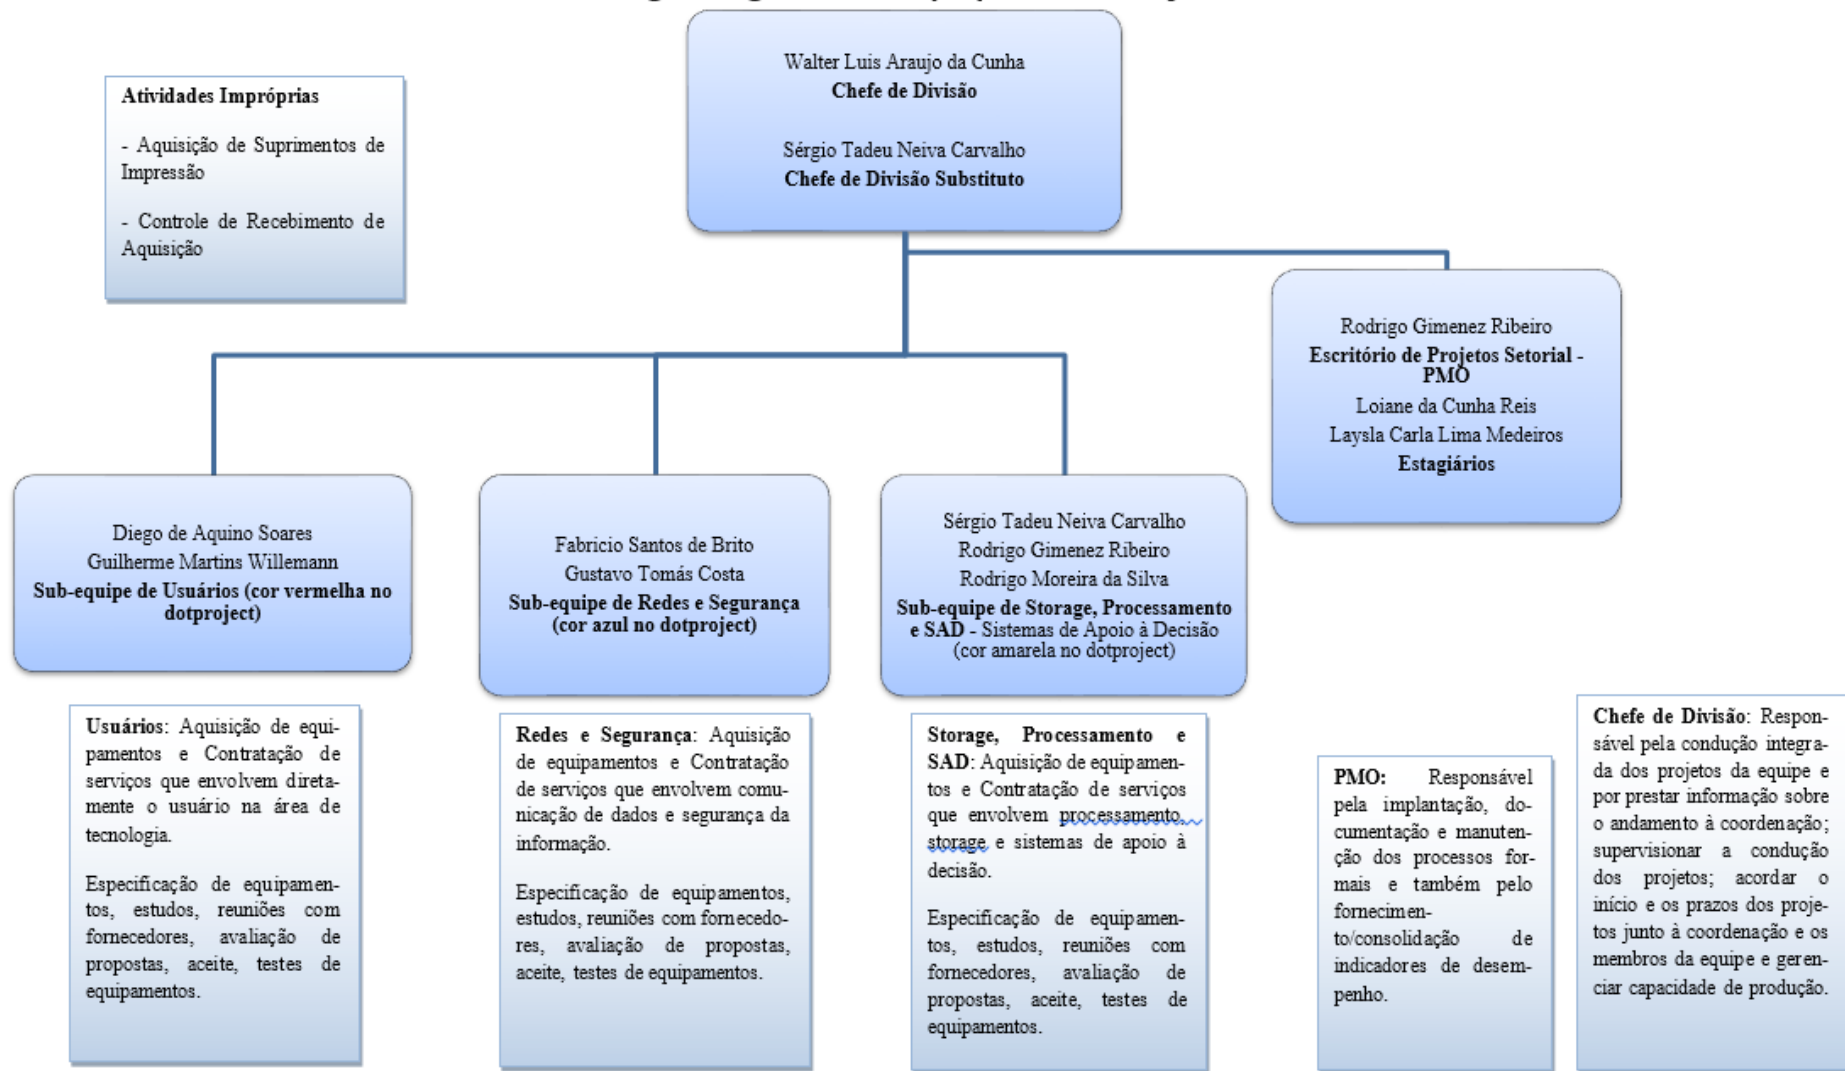 Walter Luis Araujo da Cunha
Chefe de Divisão
Sérgio Tadeu Neiva Carvalho
Chefe de Divisão Substituto
Atividades Impróprias
- Aquisição de Suprimentos de
Impressão
- Controle de Recebimento de
Aquisição
Rodrigo Gimenez Ribeiro
Escritório de Projetos Setorial -
PMO
Loiane da Cunha Reis
Laysla Carla Lima Medeiros
Estagiários
Diego de Aquino Soares
Guilherme Martins Willemann
Sub-equipe de Usuários (cor vermelha no
dotproject)
Fabricio Santos de Brito
Gustavo Tomás Costa
Sub-equipe de Redes e Segurança
(cor azul no dotproject)
Sérgio Tadeu Neiva Carvalho
Rodrigo Gimenez Ribeiro
Rodrigo Moreira da Silva
Sub-equipe de Storage, Processamento
e SAD - Sistemas de Apoio à Decisão
(cor amarela no dotproject)
Usuários: Aquisição de equi-
pamentos e Contratação de
serviços que envolvem direta-
mente o usuário na área de
tecnologia.
Especificação de equipamen-
tos, estudos, reuniões com
fornecedores, avaliação de
propostas, aceite, testes de
equipamentos.
Redes e Segurança: Aquisição
de equipamentos e Contratação
de serviços que envolvem comu-
nicação de dados e segurança da
informação.
Especificação de equipamentos,
estudos, reuniões com fornecedo-
res, avaliação de propostas,
aceite, testes de equipamentos.
Storage, Processamento e
SAD: Aquisição de equipamen-
tos e Contratação de serviços
que envolvem processamento,
storage e sistemas de apoio à
decisão.
Especificação de equipamen-
tos, estudos, reuniões com
fornecedores, avaliação de
propostas, aceite, testes de
equipamentos.
PMO: Responsável
pela implantação, do-
cumentação e manuten-
ção dos processos for-
mais e também pelo
fornecimen-
to/consolidação de
indicadores de desem-
penho.
Chefe de Divisão: Respon-
sável pela condução integra-
da dos projetos da equipe e
por prestar informação sobre
o andamento à coordenação;
supervisionar a condução
dos projetos; acordar o
início e os prazos dos proje-
tos junto à coordenação e os
membros da equipe e geren-
ciar capacidade de produção.